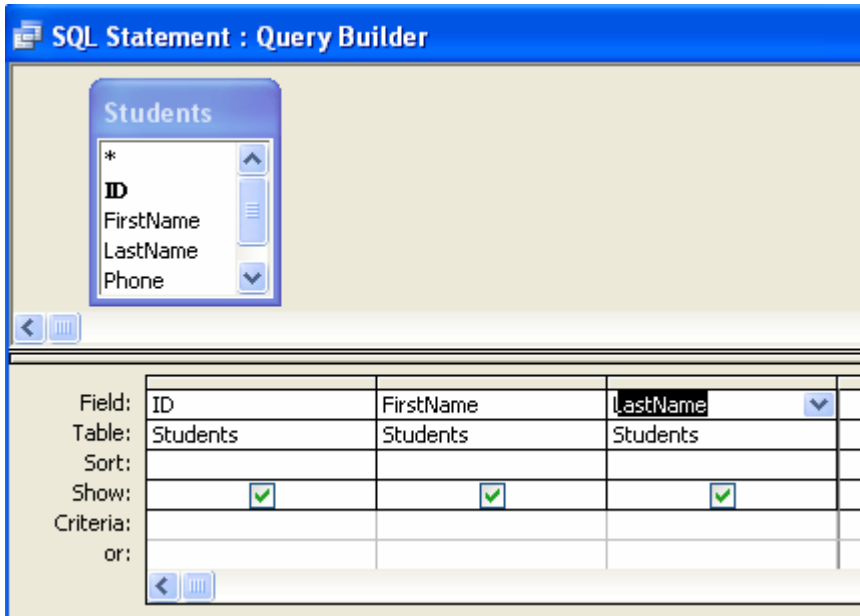 SQL Statement : Query Builder
Students
*
ID
FirstName
LastName
Phone
Field: ID FirstName LastName
Table: Students Students Students
Sort:
Show:
Criteria:
or: